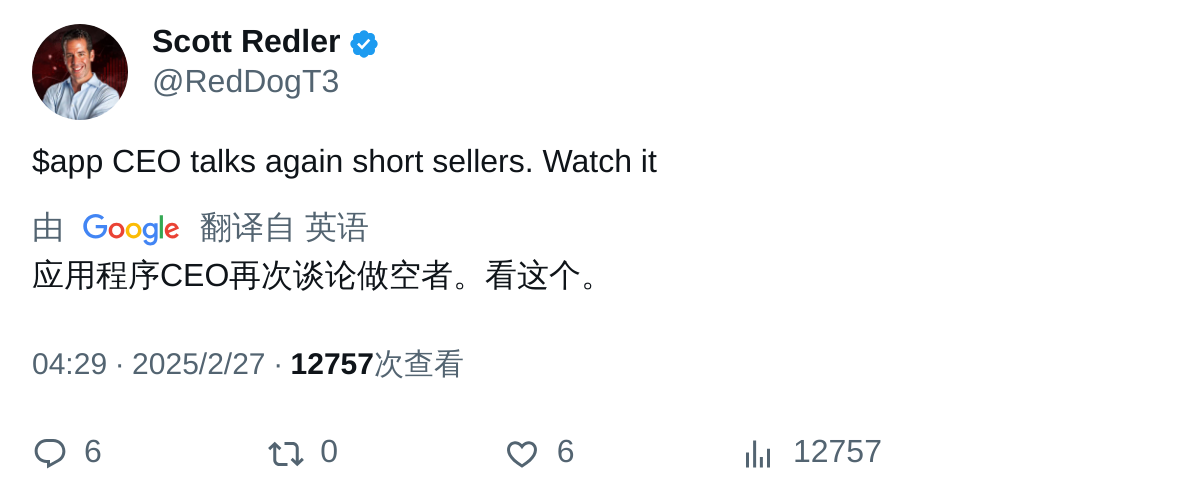 Scott Redler
@RedDogT3
$app CEO talks again short sellers. Watch it
由 Google 翻译自 英语
应用程序CEO再次谈论做空者。看这个。
04:29 · 2025/2/27 · 12757次查看
6 0 6 12757